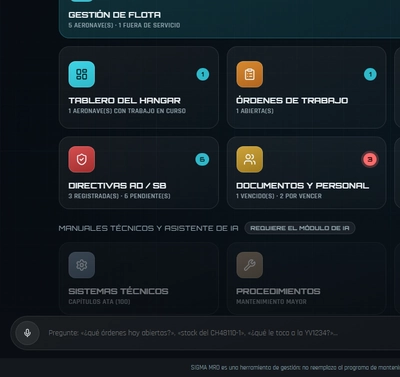 GESTIÓN DE FLOTA
5 AERONAVE(S) · 1 FUERA DE SERVICIO
1
TABLERO DEL HANGAR
1 AERONAVE(S) CON TRABAJO EN CURSO
1
ÓRDENES DE TRABAJO
1 ABIERTA(S)
6
DIRECTIVAS AD / SB
3 REGISTRADA(S) · 6 PENDIENTE(S)
3
DOCUMENTOS Y PERSONAL
1 VENCIDO(S) · 2 POR VENCER
MANUALES TÉCNICOS Y ASISTENTE DE IA REQUIERE EL MÓDULO DE IA
SISTEMAS TÉCNICOS
CAPÍTULOS ATA (100)
PROCEDIMIENTOS
MANTENIMIENTO MAYOR
Pregunte: «¿qué órdenes hay abiertas?», «stock del CH48110-1», «¿qué le toca a la YV1234?»...
SIGMA MRO es una herramienta de gestión: no reemplaza al programa de manten